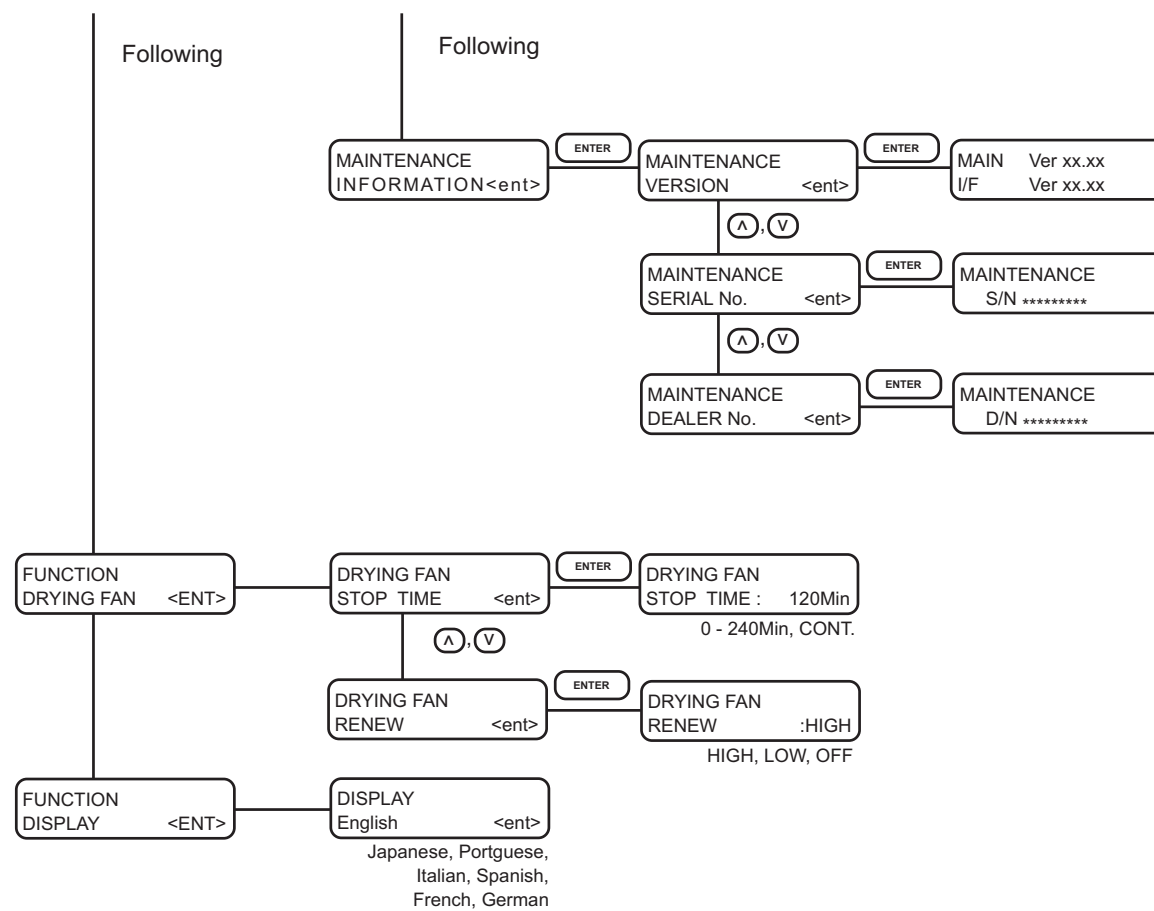 Following
Following
MAINTENANCE
INFORMATION<ent>
ENTER
MAINTENANCE
VERSION <ent>
ENTER
MAIN Ver xx.xx
I/F Ver xx.xx
ʌ , v
MAINTENANCE
SERIAL No. <ent>
ENTER
MAINTENANCE
S/N *********
ʌ , v
MAINTENANCE
DEALER No. <ent>
ENTER
MAINTENANCE
D/N *********
FUNCTION
DRYING FAN <ENT>
DRYING FAN
STOP TIME <ent>
ENTER
DRYING FAN
STOP TIME : 120Min
0 - 240Min, CONT.
ʌ , v
DRYING FAN
RENEW <ent>
ENTER
DRYING FAN
RENEW :HIGH
HIGH, LOW, OFF
FUNCTION
DISPLAY <ENT>
DISPLAY
English <ent>
Japanese, Portguese,
Italian, Spanish,
French, German